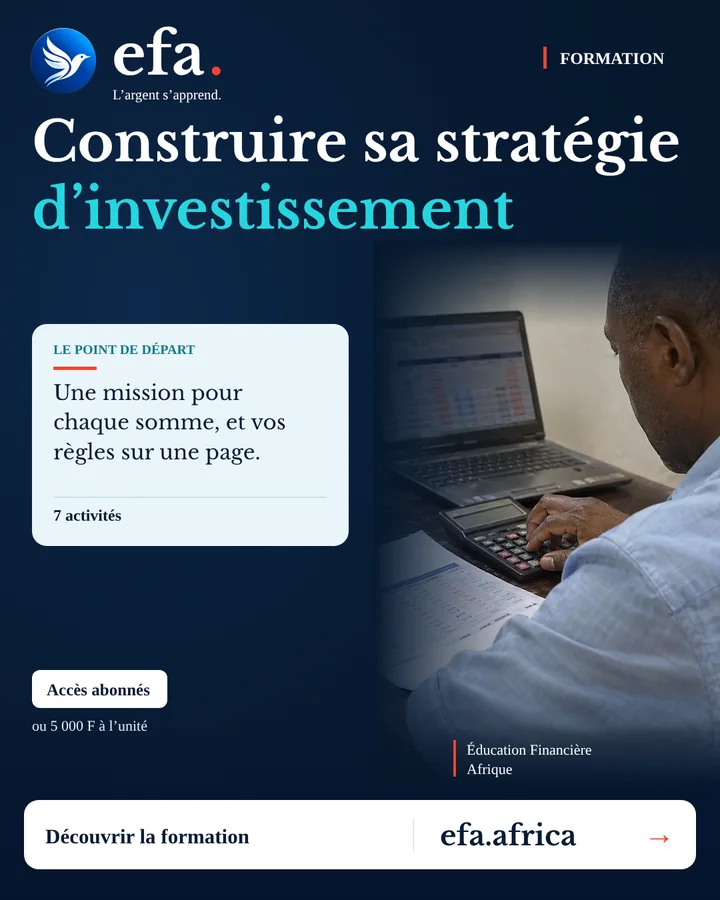 efa.
L’argent s’apprend.
FORMATION
Construire sa stratégie
d’investissement
LE POINT DE DÉPART
Une mission pour
chaque somme, et vos
règles sur une page.
7 activités
Accès abonnés
ou 5 000 F à l’unité
Éducation Financière
Afrique
Découvrir la formation
efa.africa
→